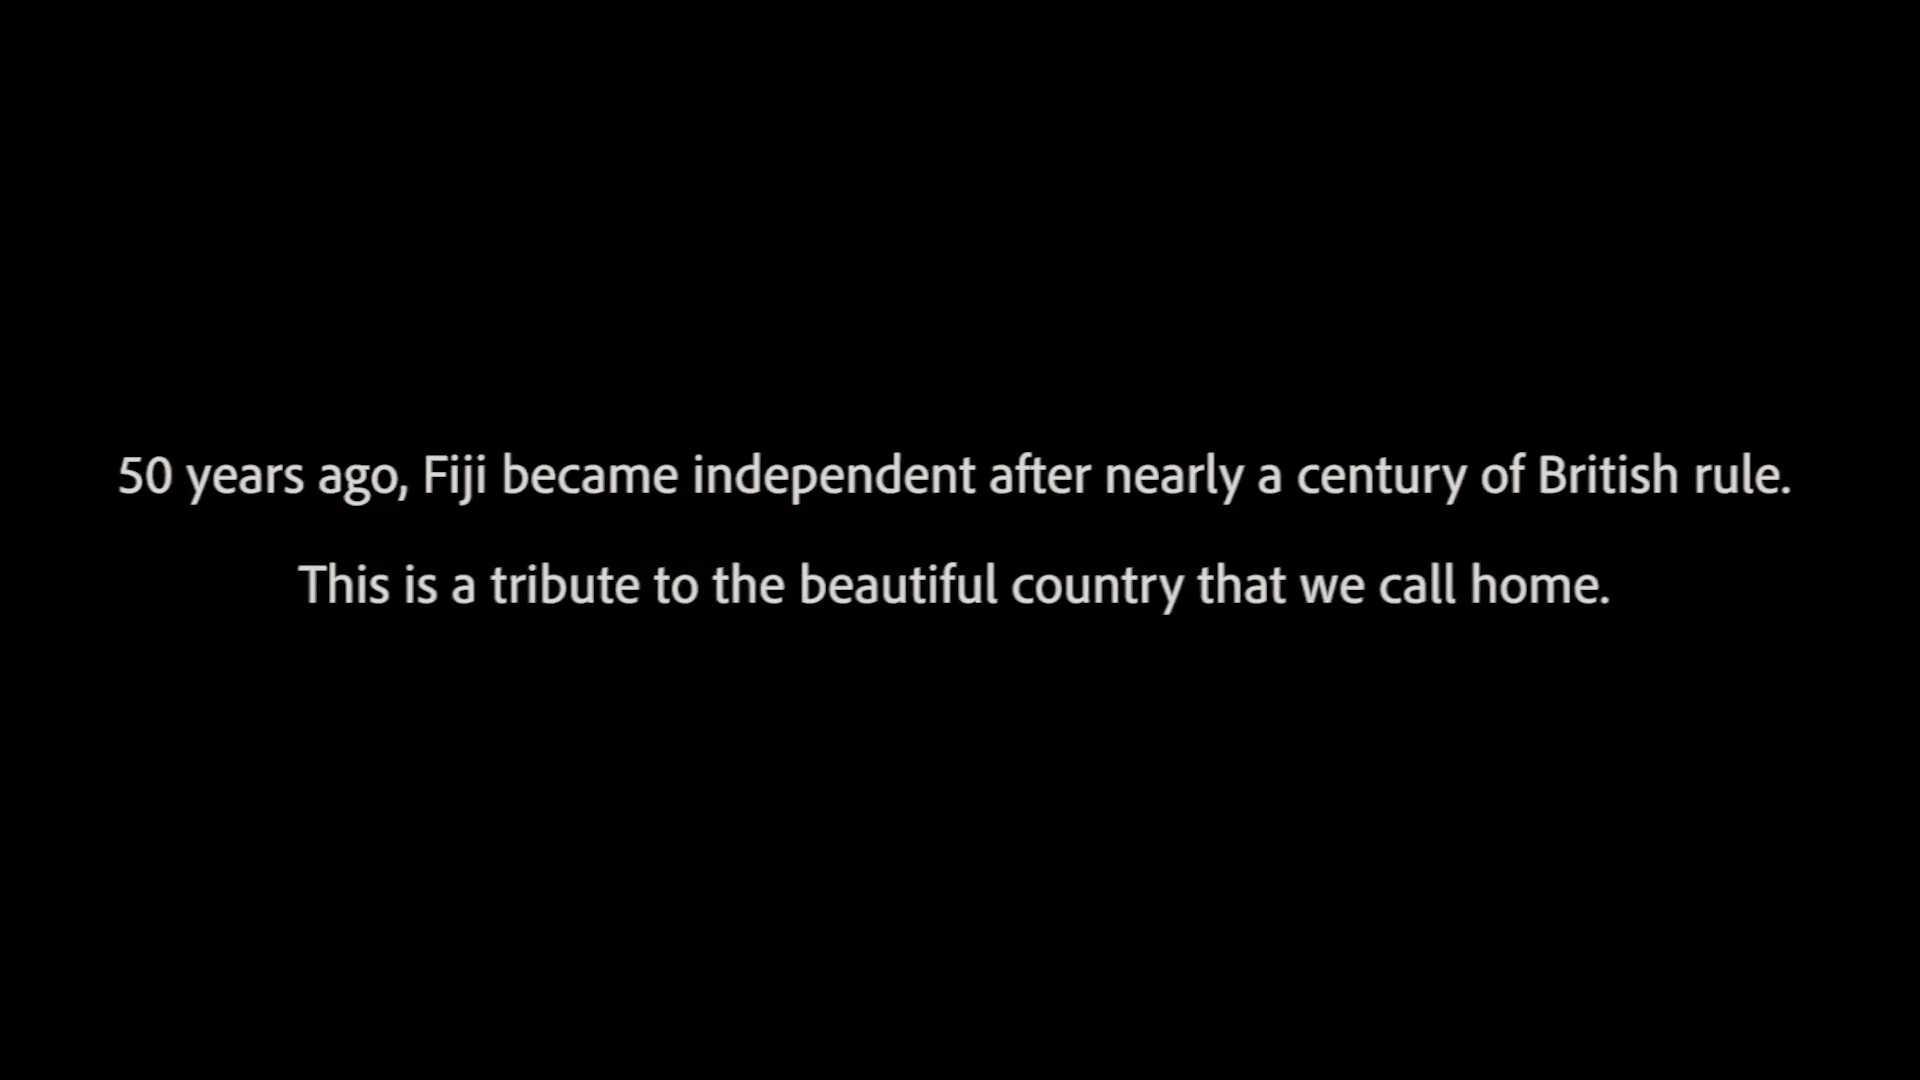 50 years ago, Fiji became independent after nearly a century of British rule.
This is a tribute to the beautiful country that we call home.